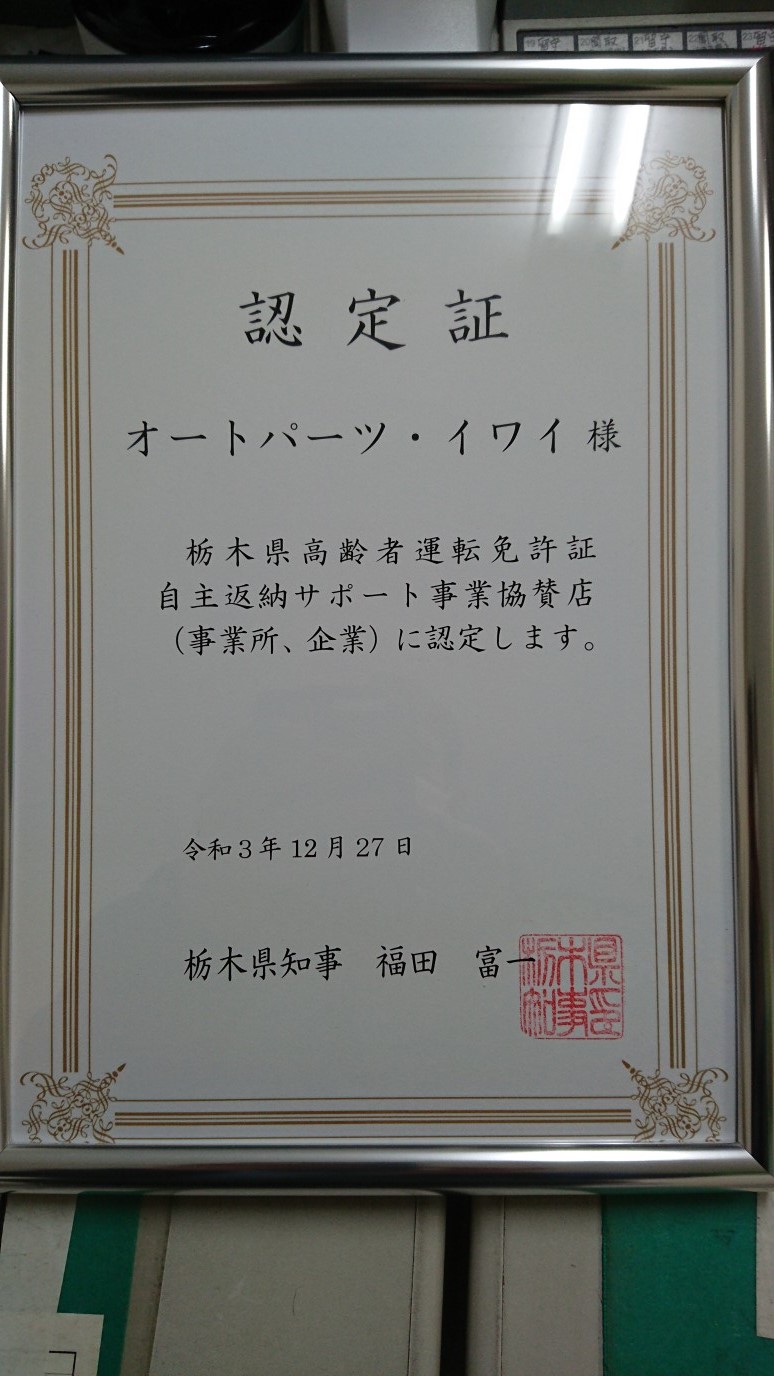 認定証
オートパーツ・イワイ 様
栃木県高齢者運転免許証
自主返納サポート事業協賛店
（事業所、企業）に認定します。
令和3年12月27日
栃木県知事　福田　富一